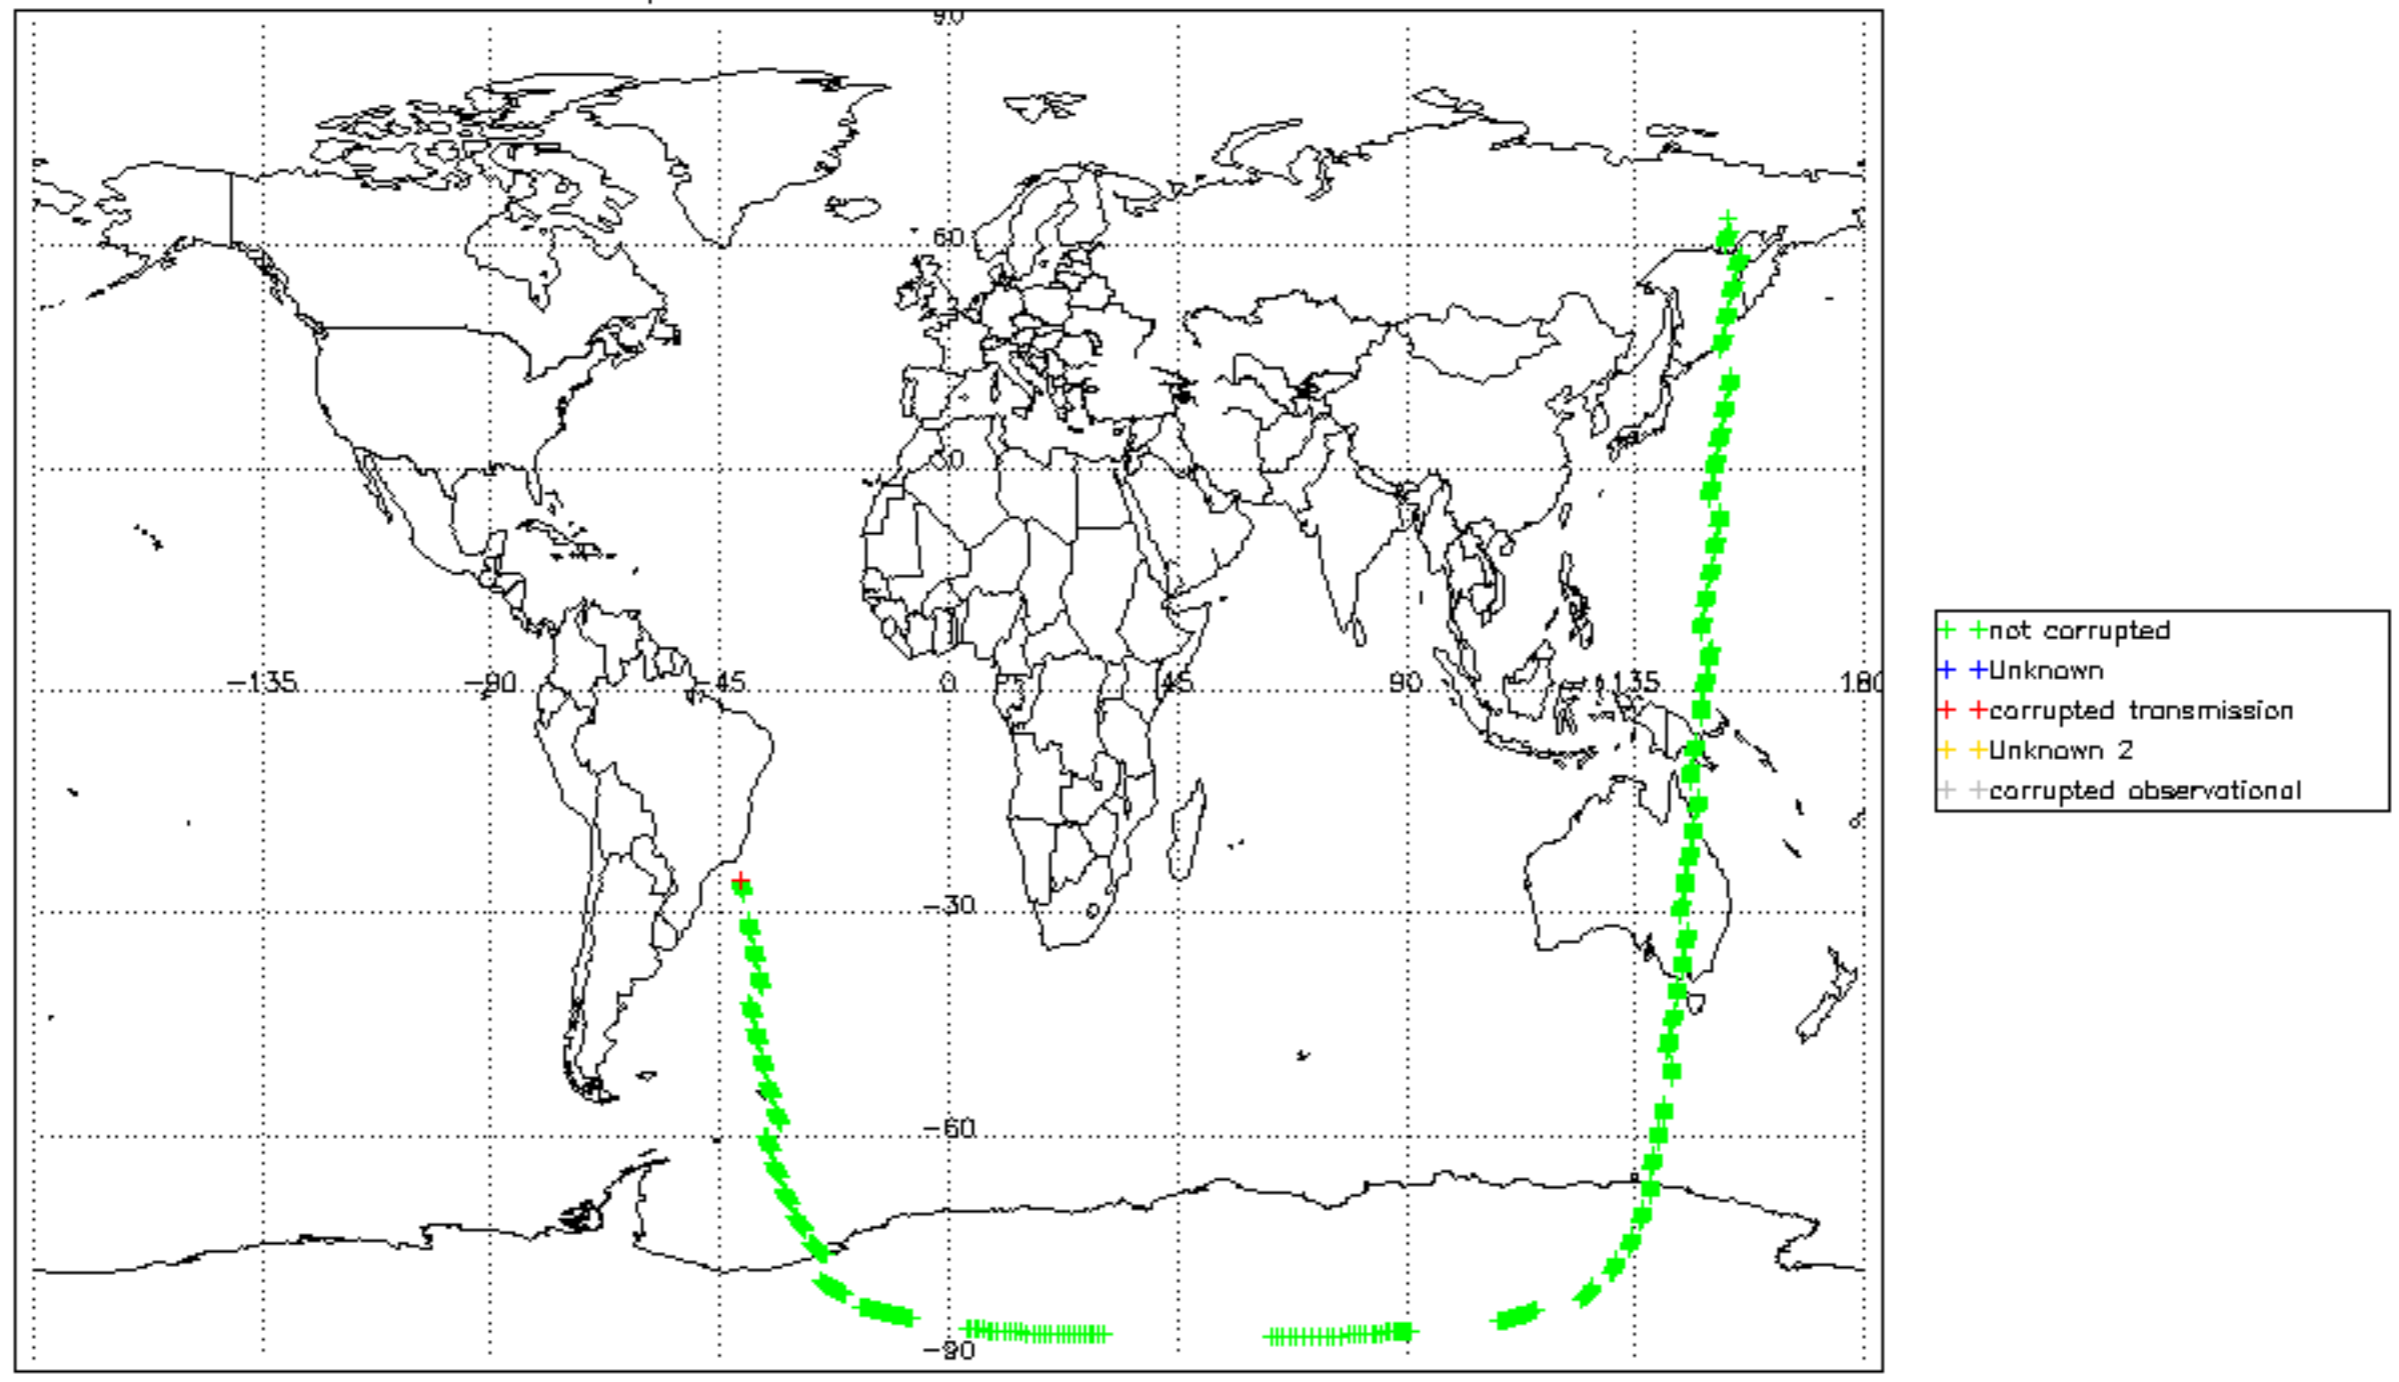 90
60
30
-135 -90 -45 0 45 90 135 180
-30
-60
-90
not corrupted
Unknown
corrupted transmission
Unknown 2
corrupted observational